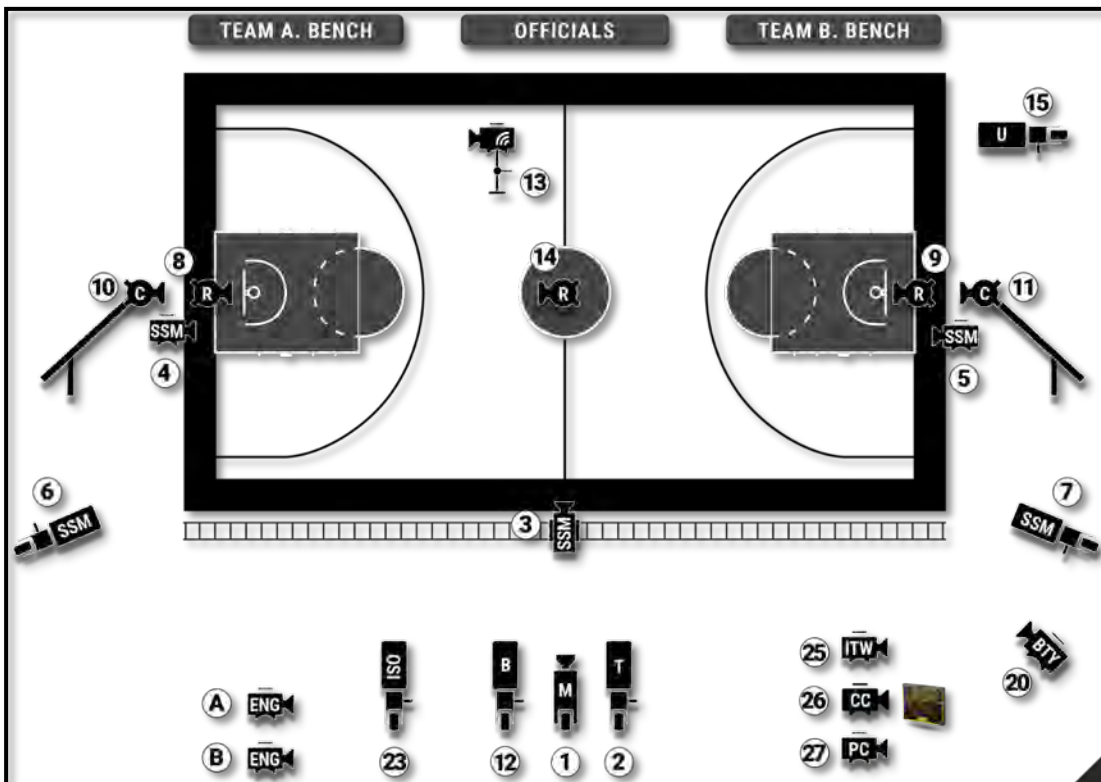 TEAM A. BENCH
OFFICIALS
TEAM B. BENCH
15
U
13
8
14
9
10
C
R
R
R
C
11
SSM
SSM
4
5
6
SSM
3
SSM
7
SSM
25
ITW
BTY
20
ISO
B
M
T
A
ENG
26
CC
B
ENG
23
12
1
2
27
PC